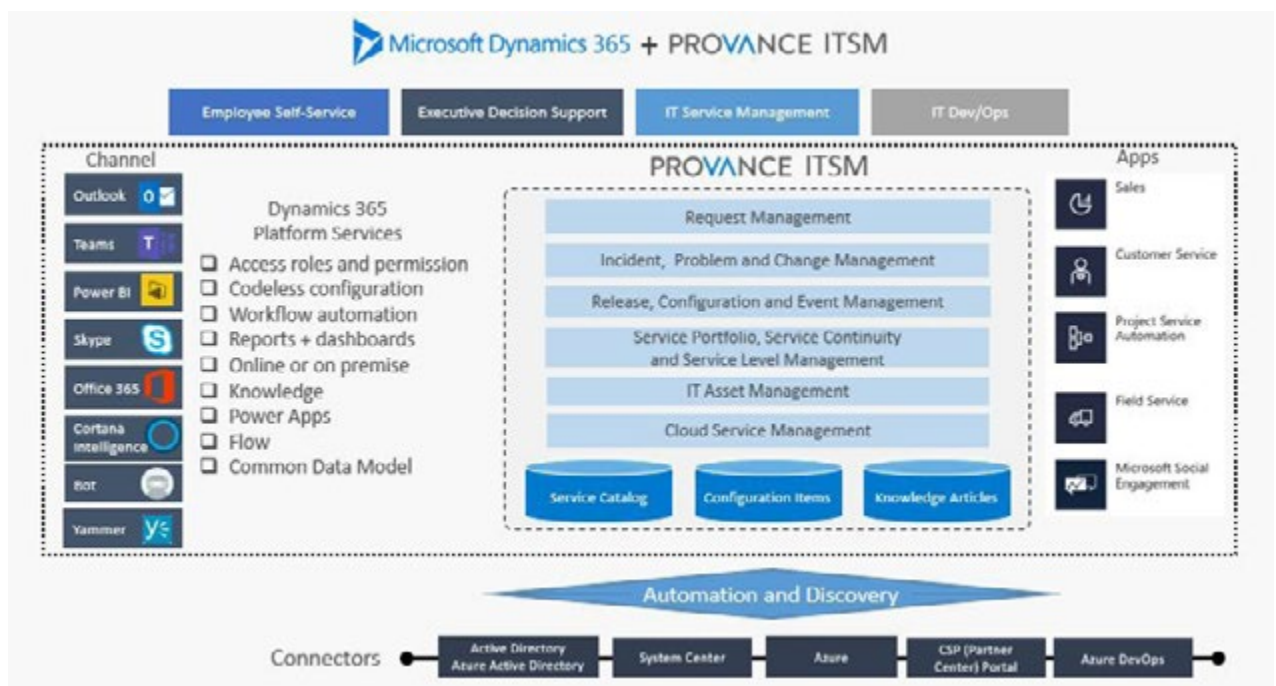 Microsoft Dynamics 365 + PROVANCE ITSM
Employee Self-Service
Executive Decision Support
IT Service Management
IT Dev/Ops
Channel
Outlook
Teams
Power BI
Skype
Office 365
Cortana
Intelligence
Bot
Yammer
Dynamics 365
Platform Services
Access roles and permission
Codeless configuration
Workflow automation
Reports + dashboards
Online or on premise
Knowledge
Power Apps
Flow
Common Data Model
PROVANCE ITSM
Request Management
Incident, Problem and Change Management
Release, Configuration and Event Management
Service Portfolio, Service Continuity
and Service Level Management
IT Asset Management
Cloud Service Management
Service Catalog
Configuration Items
Knowledge Articles
Apps
Sales
Customer Service
Project Service
Automation
Field Service
Microsoft Social
Engagement
Automation and Discovery
Connectors
Active Directory
Azure Active Directory
System Center
Azure
CSP (Partner
Center) Portal
Azure DevOps